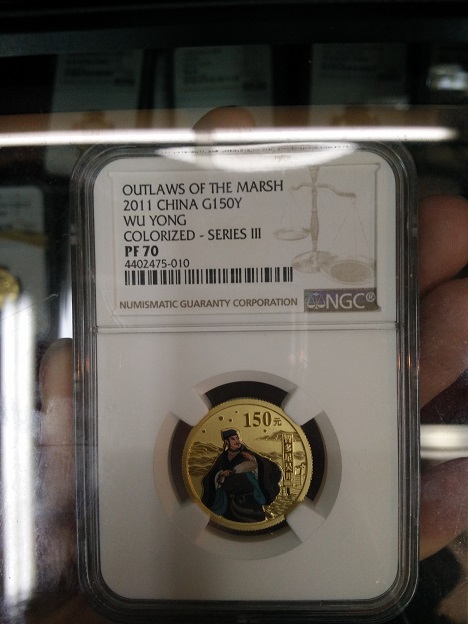 OUTLAWS OF THE MARSH
2011 CHINA G150Y
WU YONG
COLORIZED - SERIES III
PF 70
4402475-010
NUMISMATIC GUARANTY CORPORATION
NGC®
150元